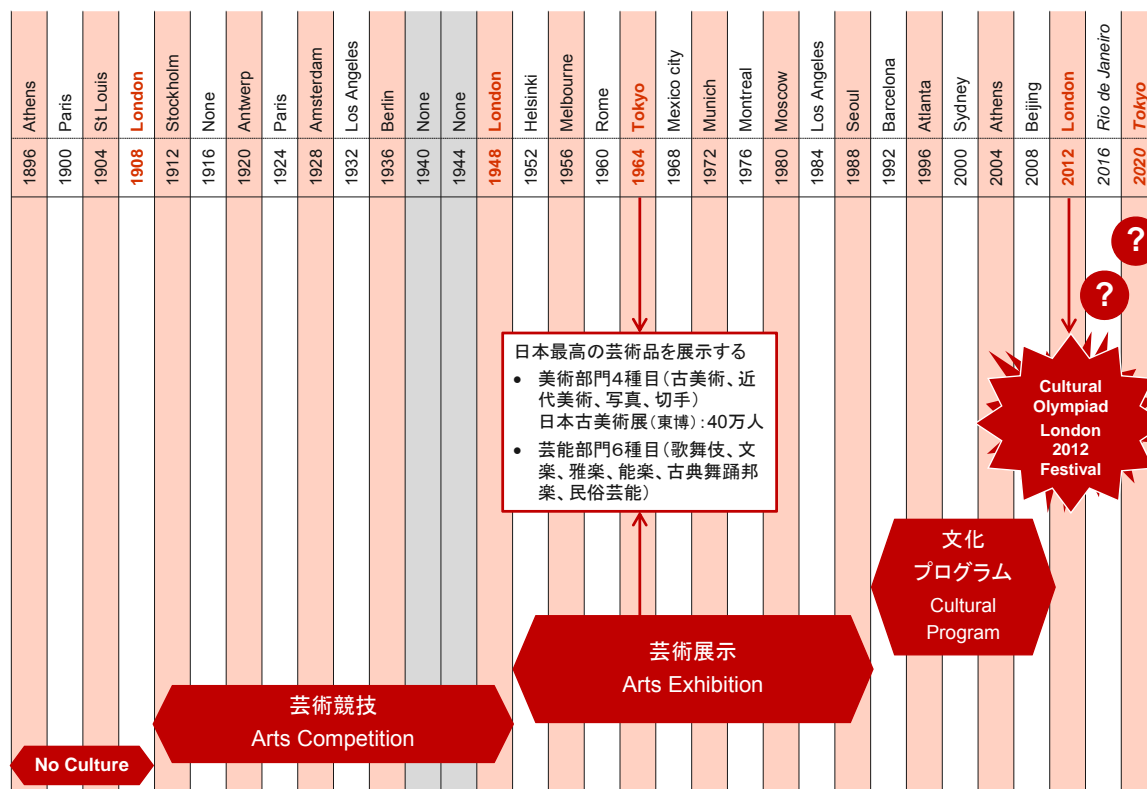 Athens
Paris
St Louis
London
Stockholm
None
Antwerp
Paris
Amsterdam
Los Angeles
Berlin
None
None
London
Helsinki
Melbourne
Rome
Tokyo
Mexico city
Munich
Montreal
Moscow
Los Angeles
Seoul
Barcelona
Atlanta
Sydney
Athens
Beijing
London
Rio de Janeiro
Tokyo
1896
1900
1904
1908
1912
1916
1920
1924
1928
1932
1936
1940
1944
1948
1952
1956
1960
1964
1968
1972
1976
1980
1984
1988
1992
1996
2000
2004
2008
2012
2016
2020
?
?
日本最高の芸術品を展示する
• 美術部門4種目(古美術、近
代美術、写真、切手)
日本古美術展(東博):40万人
• 芸能部門6種目(歌舞伎、文
楽、雅楽、能楽、古典舞踊邦
楽、民俗芸能)
Cultural
Olympiad
London
2012
Festival
文化
プログラム
Cultural
Program
芸術展示
Arts Exhibition
芸術競技
Arts Competition
No Culture